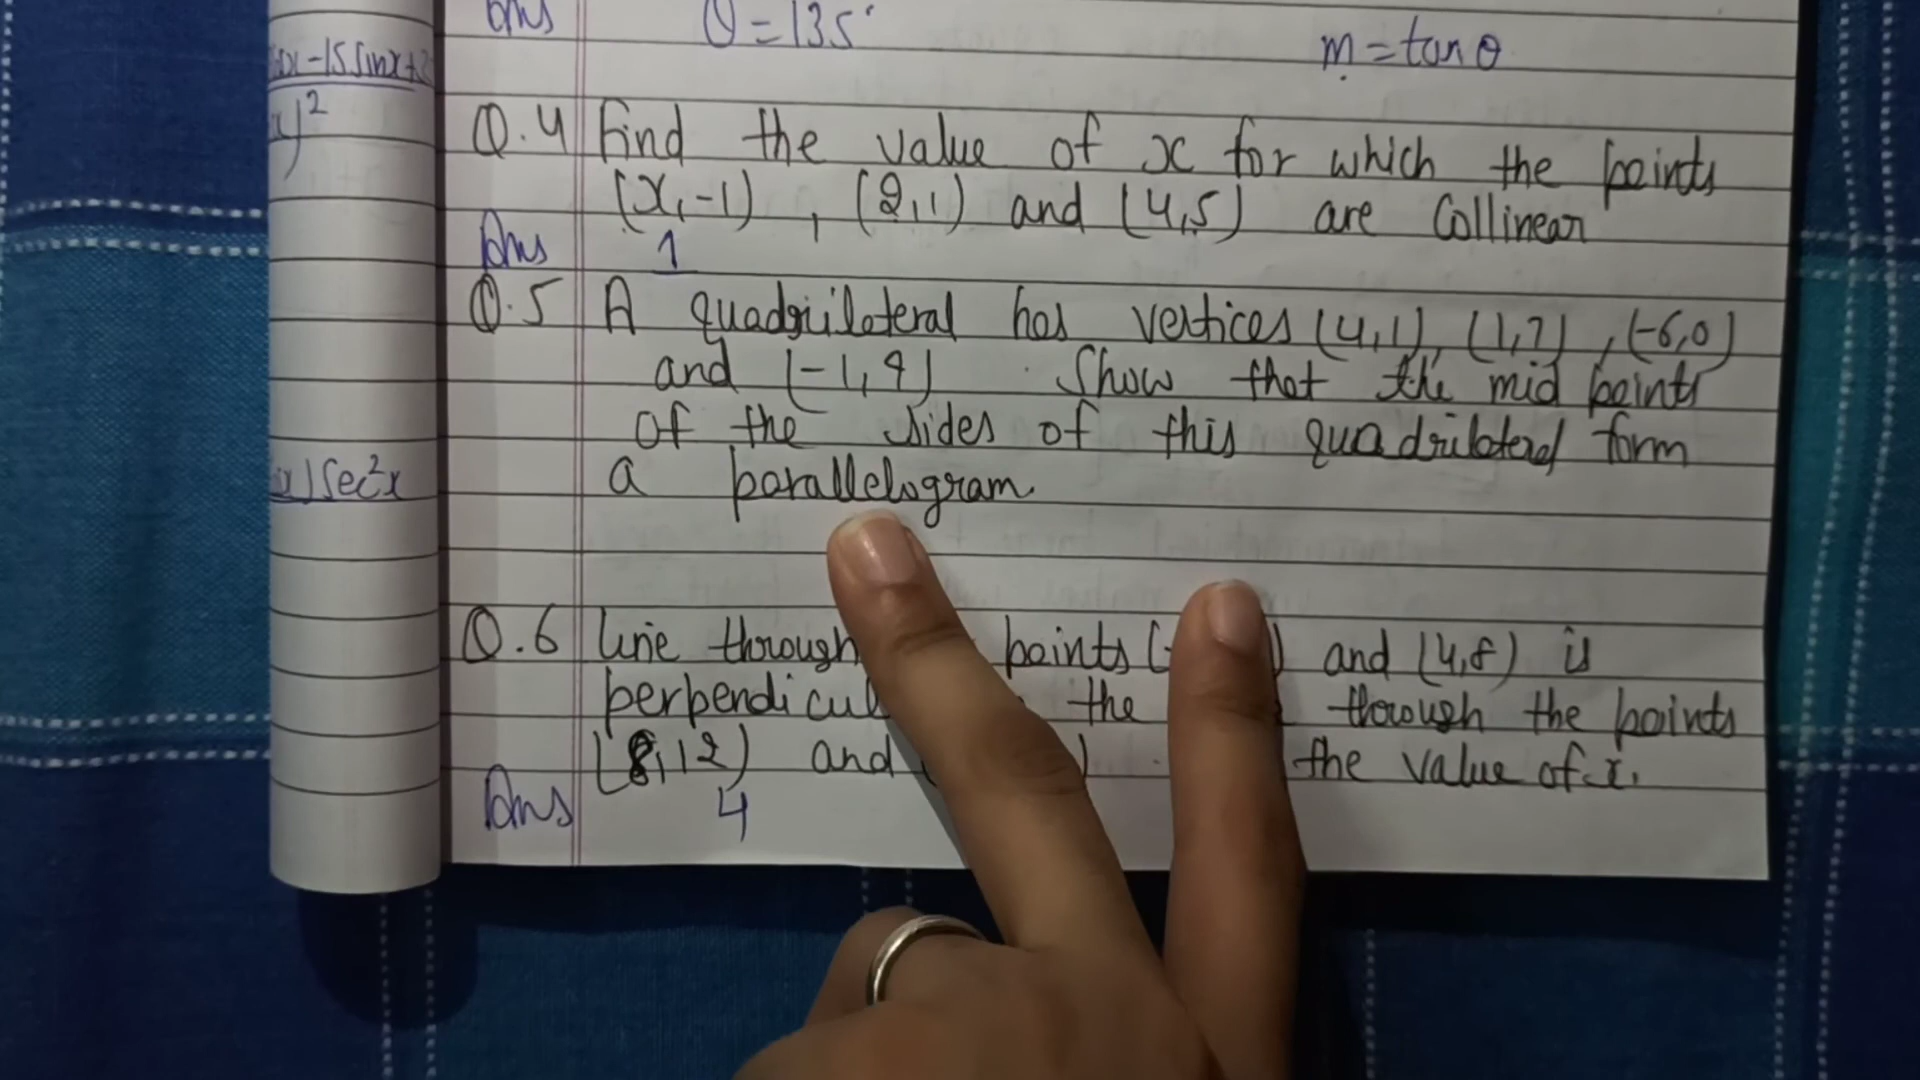 Ans θ = 135°
m = tanθ
Q.4 Find the value of x for which the points
(x,-1) , (2,1) and (4,5) are Collinear
Ans 1
Q.5 A quadrilateral has vertices (4,1), (1,7) , (-6,0)
and (-1,9) . Show that the mid points
of the sides of this quadrilateral form
a parallelogram.
Q.6 line through points and (4,8) is
the through the points
(8,12) and the value of x.
Ans 4
)sec²x